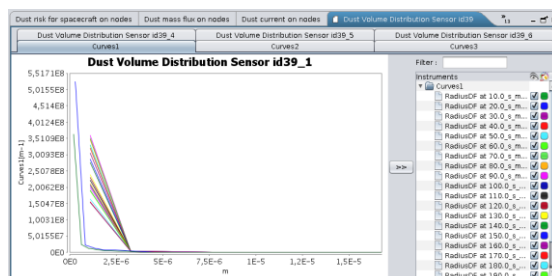 Dust risk for spacecraft on nodes Dust mass flux on nodes Dust current on nodes Dust Volume Distribution Sensor id39
Dust Volume Distribution Sensor id39_4 Dust Volume Distribution Sensor id39_5 Dust Volume Distribution Sensor id39_6
Curves1 Curves2 Curves3
Dust Volume Distribution Sensor id39_1
Filter :
Instruments
Curves1
RadiusDF at 10.0_s_m...
RadiusDF at 20.0_s_m...
RadiusDF at 30.0_s_m...
RadiusDF at 40.0_s_m...
RadiusDF at 50.0_s_m...
RadiusDF at 60.0_s_m...
RadiusDF at 70.0_s_m...
RadiusDF at 80.0_s_m...
RadiusDF at 90.0_s_m...
RadiusDF at 100.0_s_...
RadiusDF at 110.0_s_...
RadiusDF at 120.0_s_...
RadiusDF at 130.0_s_...
RadiusDF at 140.0_s_...
RadiusDF at 150.0_s_...
RadiusDF at 160.0_s_...
RadiusDF at 170.0_s_...
RadiusDF at 180.0_s_...
RadiusDF at 190.0_s_...
>>
Curves1[m-1]
5,5171E8
5,0155E8
4,514E8
4,0124E8
3,5109E8
3,0093E8
2,5078E8
2,0062E8
1,5047E8
1,0031E8
5,0155E7
0E0
0E0 2,5E-6 5E-6 7,5E-6 1E-5 1,25E-5 1,5E-5
m